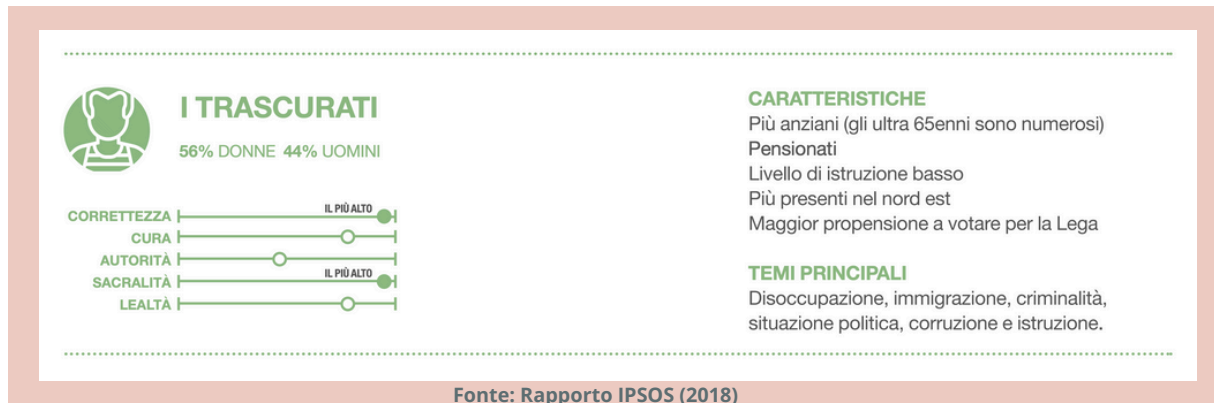 I TRASCURATI
56% DONNE 44% UOMINI
IL PIÙ ALTO
CORRETTEZZA
CURA
AUTORITÀ
IL PIÙ ALTO
SACRALITÀ
LEALTÀ
CARATTERISTICHE
Più anziani (gli ultra 65enni sono numerosi)
Pensionati
Livello di istruzione basso
Più presenti nel nord est
Maggior propensione a votare per la Lega
TEMI PRINCIPALI
Disoccupazione, immigrazione, criminalità,
situazione politica, corruzione e istruzione.
Fonte: Rapporto IPSOS (2018)